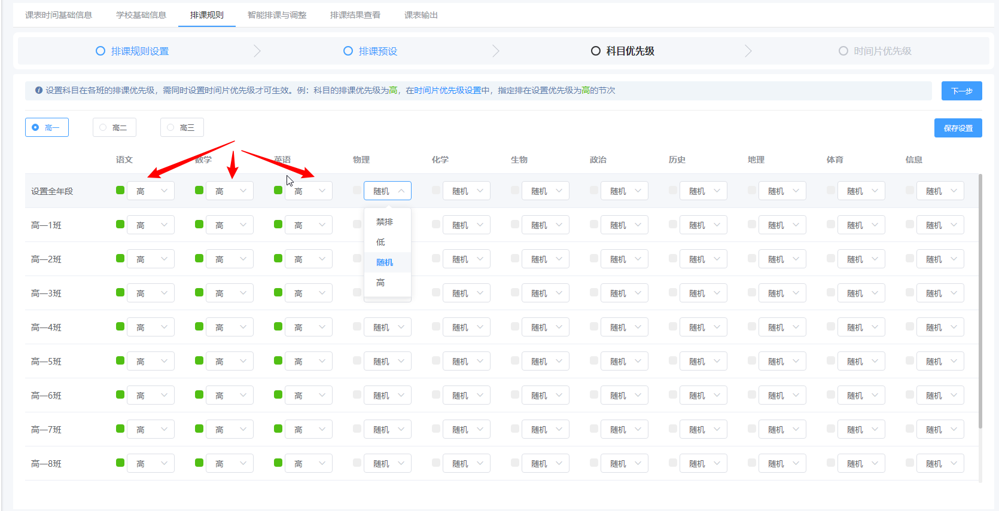 课表时间基础信息 学校基础信息 排课规则 智能排课与调整 排课结果查看 课表输出
排课规则设置 排课预设 科目优先级 时间片优先级
设置科目在各班的排课优先级，需同时设置时间片优先级才可生效。例：科目的排课优先级为高，在时间片优先级设置中，指定排在设置优先级为高的节次 下一步
高一 高二 高三 保存设置
语文 数学 英语 物理 化学 生物 政治 历史 地理 体育 信息
设置全年段 高 高 高 随机 随机 随机 随机 随机 随机 随机 随机
高一1班 高 高 高 禁排 随机 随机 随机 随机 随机 随机 随机
低
高一2班 高 高 高 随机 随机 随机 随机 随机 随机 随机 随机
高
高一3班 高 高 高 随机 随机 随机 随机 随机 随机 随机
高一4班 高 高 高 随机 随机 随机 随机 随机 随机 随机 随机
高一5班 高 高 高 随机 随机 随机 随机 随机 随机 随机 随机
高一6班 高 高 高 随机 随机 随机 随机 随机 随机 随机 随机
高一7班 高 高 高 随机 随机 随机 随机 随机 随机 随机 随机
高一8班 高 高 高 随机 随机 随机 随机 随机 随机 随机 随机